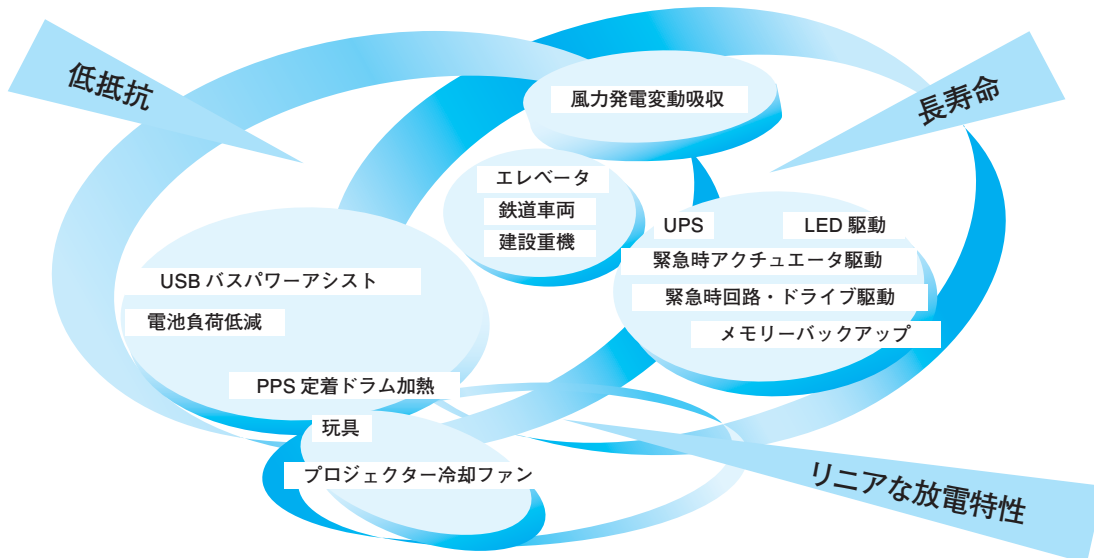 低抵抗
長寿命
風力発電変動吸収
エレベータ
鉄道車両
建設重機
UPS
LED 駆動
緊急時アクチュエータ駆動
緊急時回路・ドライブ駆動
メモリーバックアップ
USB バスパワーアシスト
電池負荷低減
PPS 定着ドラム加熱
玩具
プロジェクター冷却ファン
リニアな放電特性